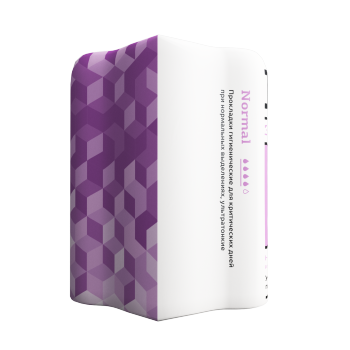 Normal
Прокладки гигиенические для критических дней
при нормальных выделениях, ультратонкие